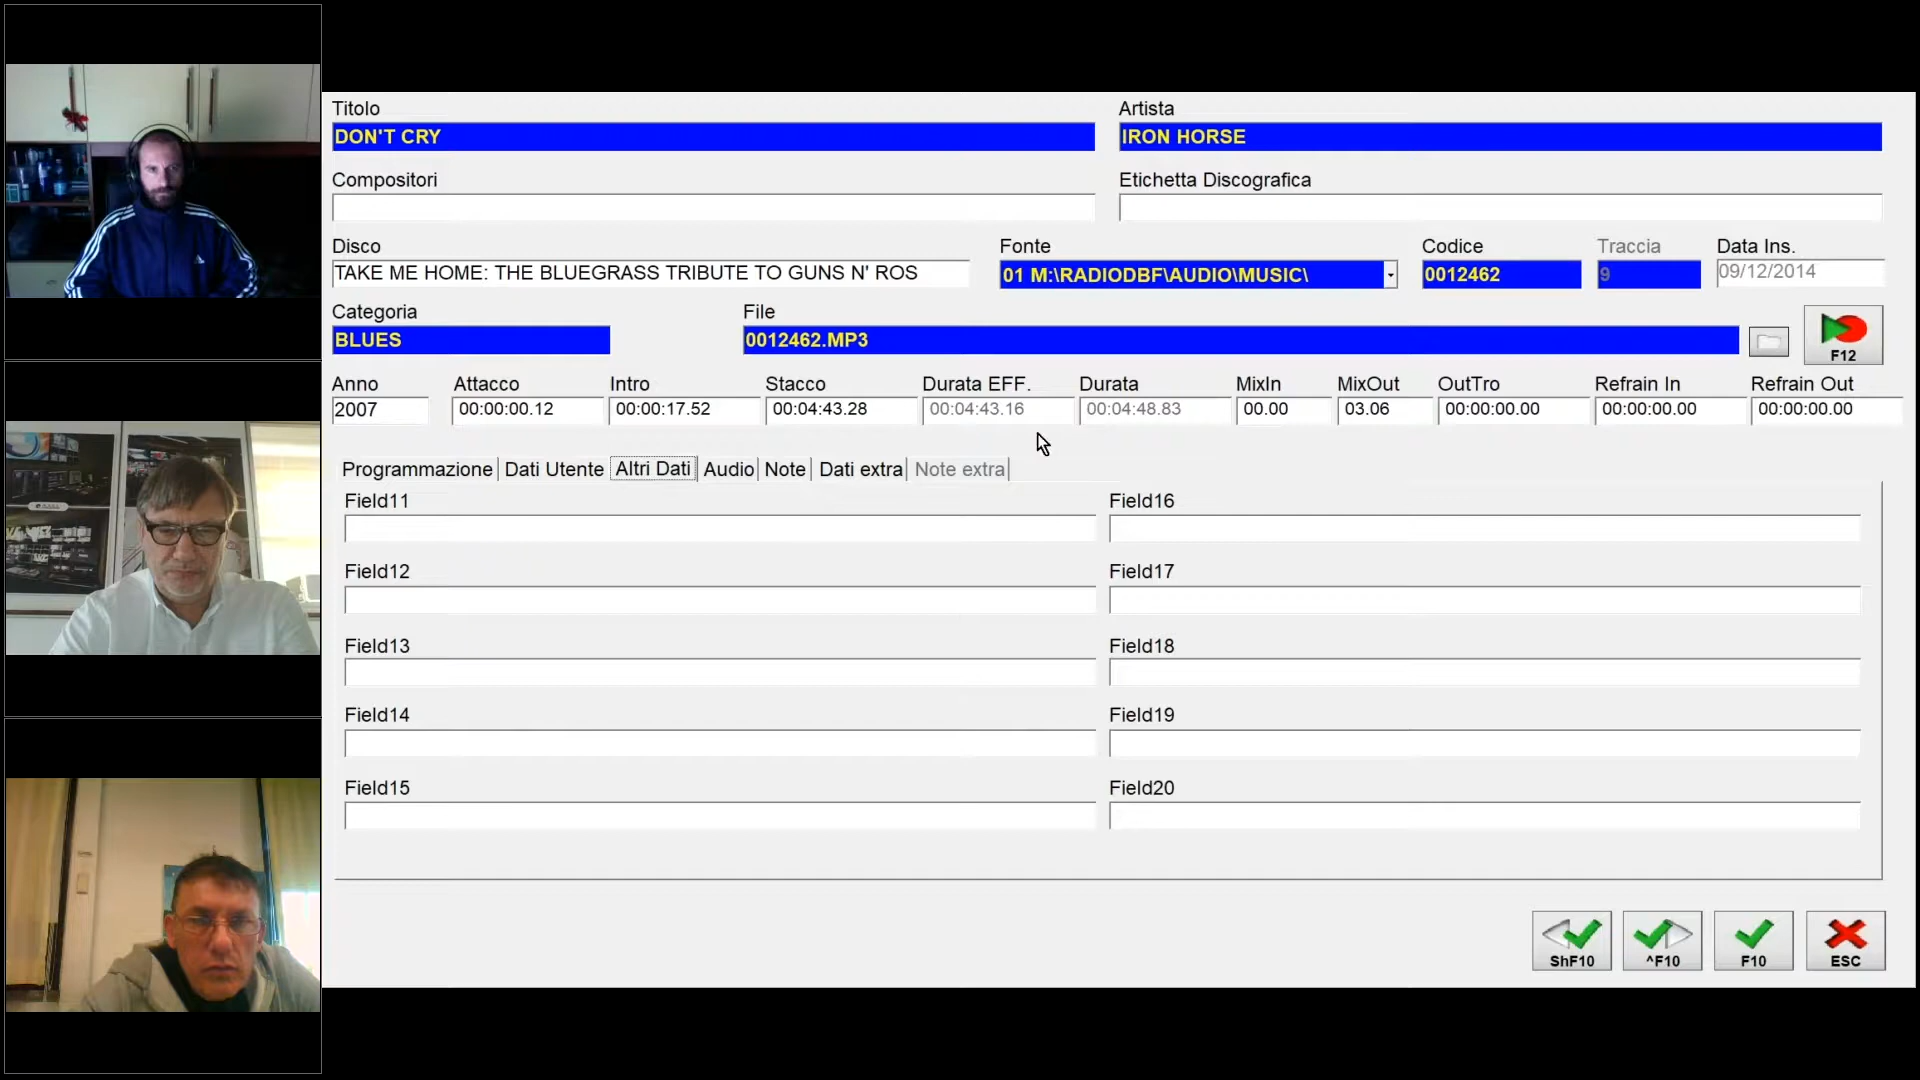 Titolo Artista
DON'T CRY IRON HORSE
Compositori Etichetta Discografica
Disco Fonte Codice Traccia Data Ins.
TAKE ME HOME: THE BLUEGRASS TRIBUTE TO GUNS N' ROS 01 M:\RADIODBF\AUDIO\MUSIC\ 0012462 9 09/12/2014
Categoria File
BLUES 0012462.MP3
F12
Anno Attacco Intro Stacco Durata EFF. Durata MixIn MixOut OutTro Refrain In Refrain Out
2007 00:00:00.12 00:00:17.52 00:04:43.28 00:04:43.16 00:04:48.83 00.00 03.06 00:00:00.00 00:00:00.00 00:00:00.00
Programmazione Dati Utente Altri Dati Audio Note Dati extra Note extra
Field11 Field16
Field12 Field17
Field13 Field18
Field14 Field19
Field15 Field20
ShF10 ^F10 F10 ESC